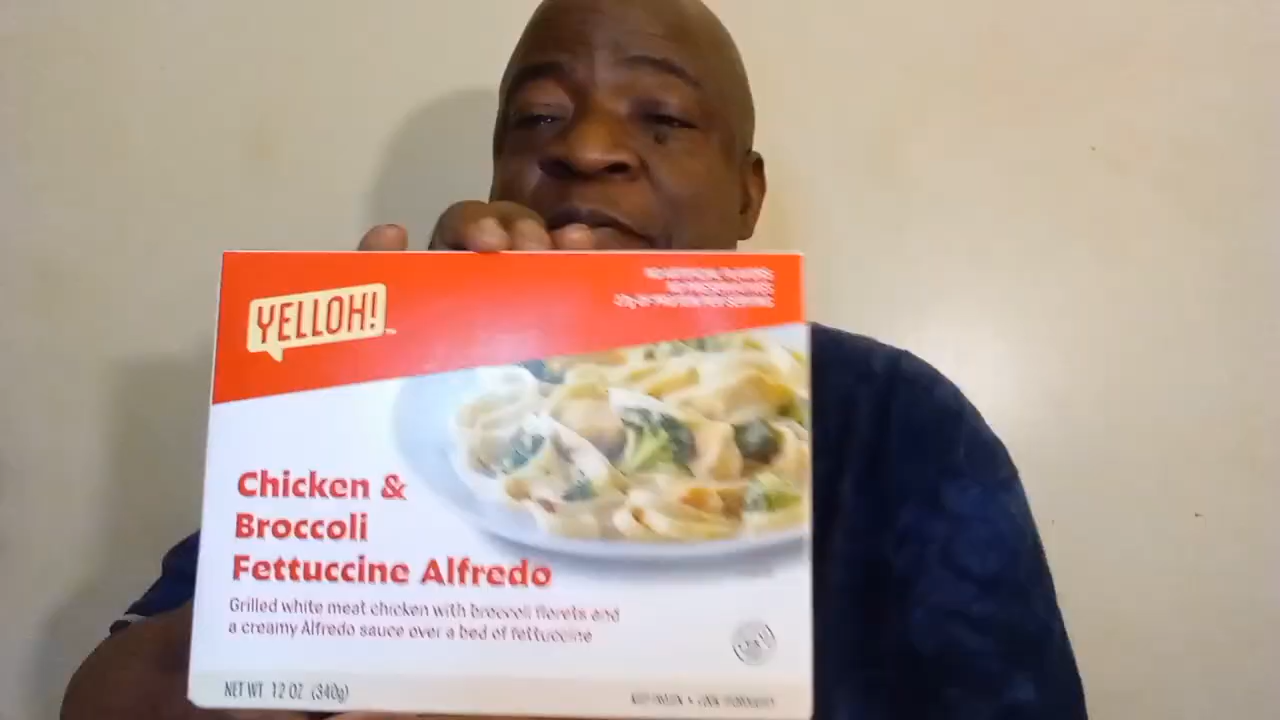 YELLOH!
Chicken &
Broccoli
Fettuccine Alfredo
Grilled white meat chicken with broccoli florets and
a creamy Alfredo sauce over a bed of fettuccine
NET WT 12 OZ (340g)